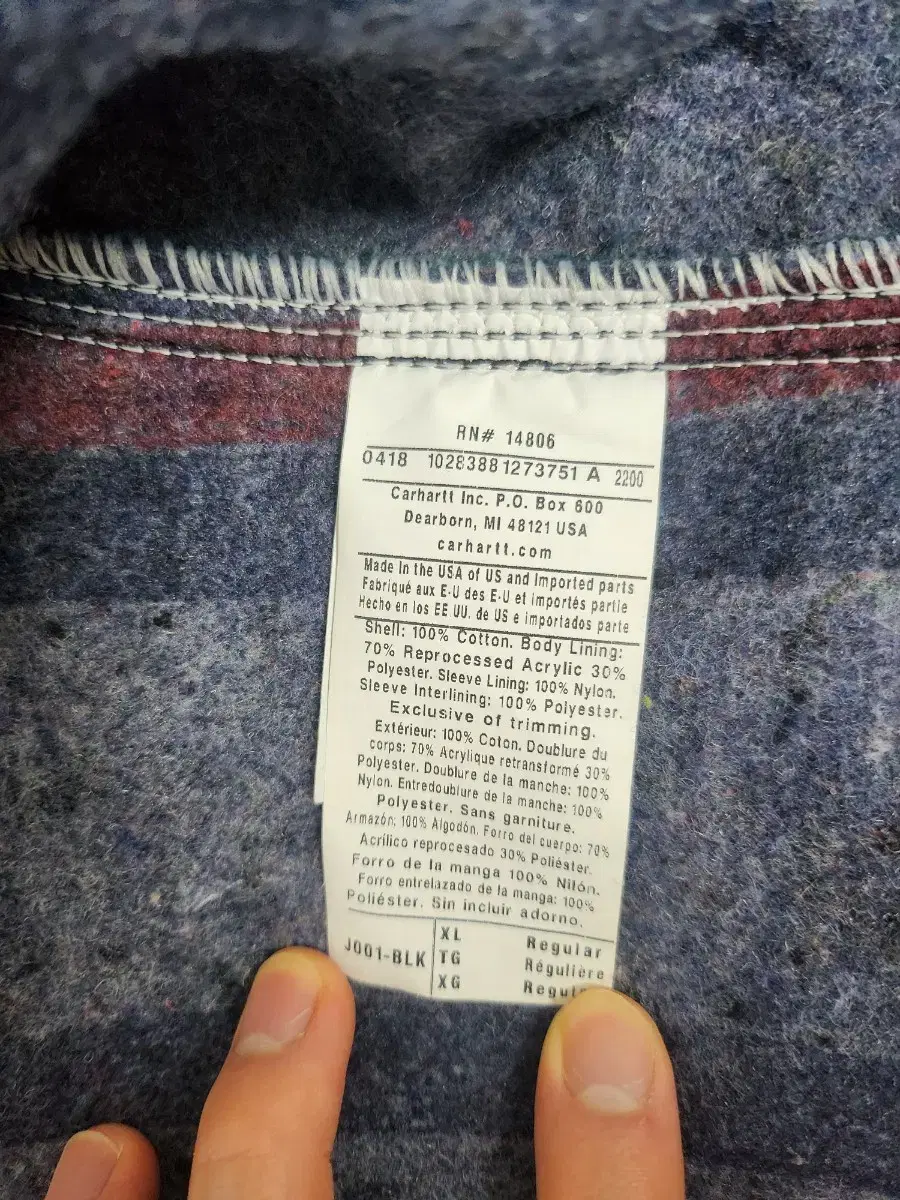 RN# 14806
0418 10283881273751 A 2200
Carhartt Inc. P.O. Box 600
Dearborn, MI 48121 USA
carhartt.com
Made In the USA of US and Imported parts
Fabriqué aux E-U des E-U et importés partie
Hecho en los EE UU. de US e importados parte
Shell: 100% Cotton. Body Lining:
70% Reprocessed Acrylic 30%
Polyester. Sleeve Lining: 100% Nylon.
Sleeve Interlining: 100% Polyester.
Exclusive of trimming.
Extérieur: 100% Coton. Doublure du
corps: 70% Acrylique retransformé 30%
Polyester. Doublure de la manche: 100%
Nylon. Entredoublure de la manche: 100%
Polyester. Sans garniture.
Armazón: 100% Algodón. Forro del cuerpo: 70%
Acrílico reprocesado 30% Poliéster.
Forro de la manga 100% Nilón.
Forro entrelazado de la manga: 100%
Poliéster. Sin incluir adorno.
J001-BLK
XL Regular
TG Régulière
XG